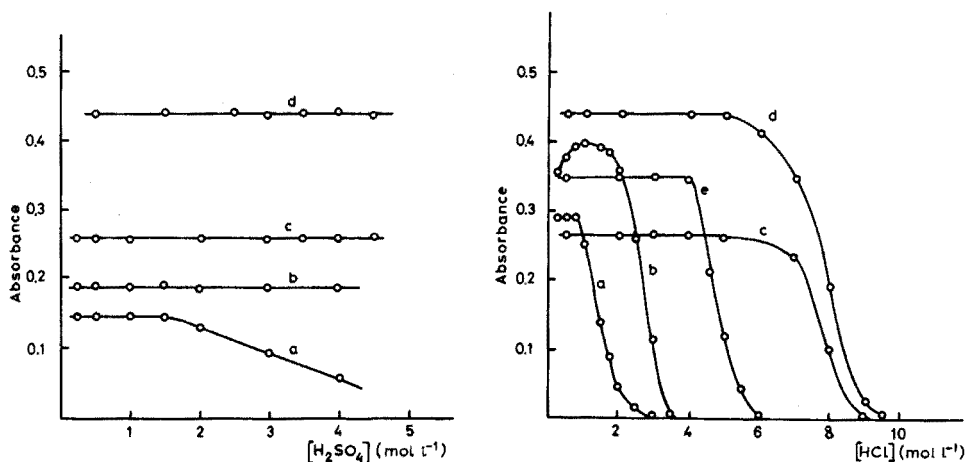 Absorbance
0.5
0.4
0.3
0.2
0.1
d
c
b
a
1
2
3
4
5
[H₂SO₄] (mol l⁻¹)
Absorbance
0.5
0.4
0.3
0.2
0.1
d
e
c
a
b
2
4
6
8
10
[HCl] (mol l⁻¹)